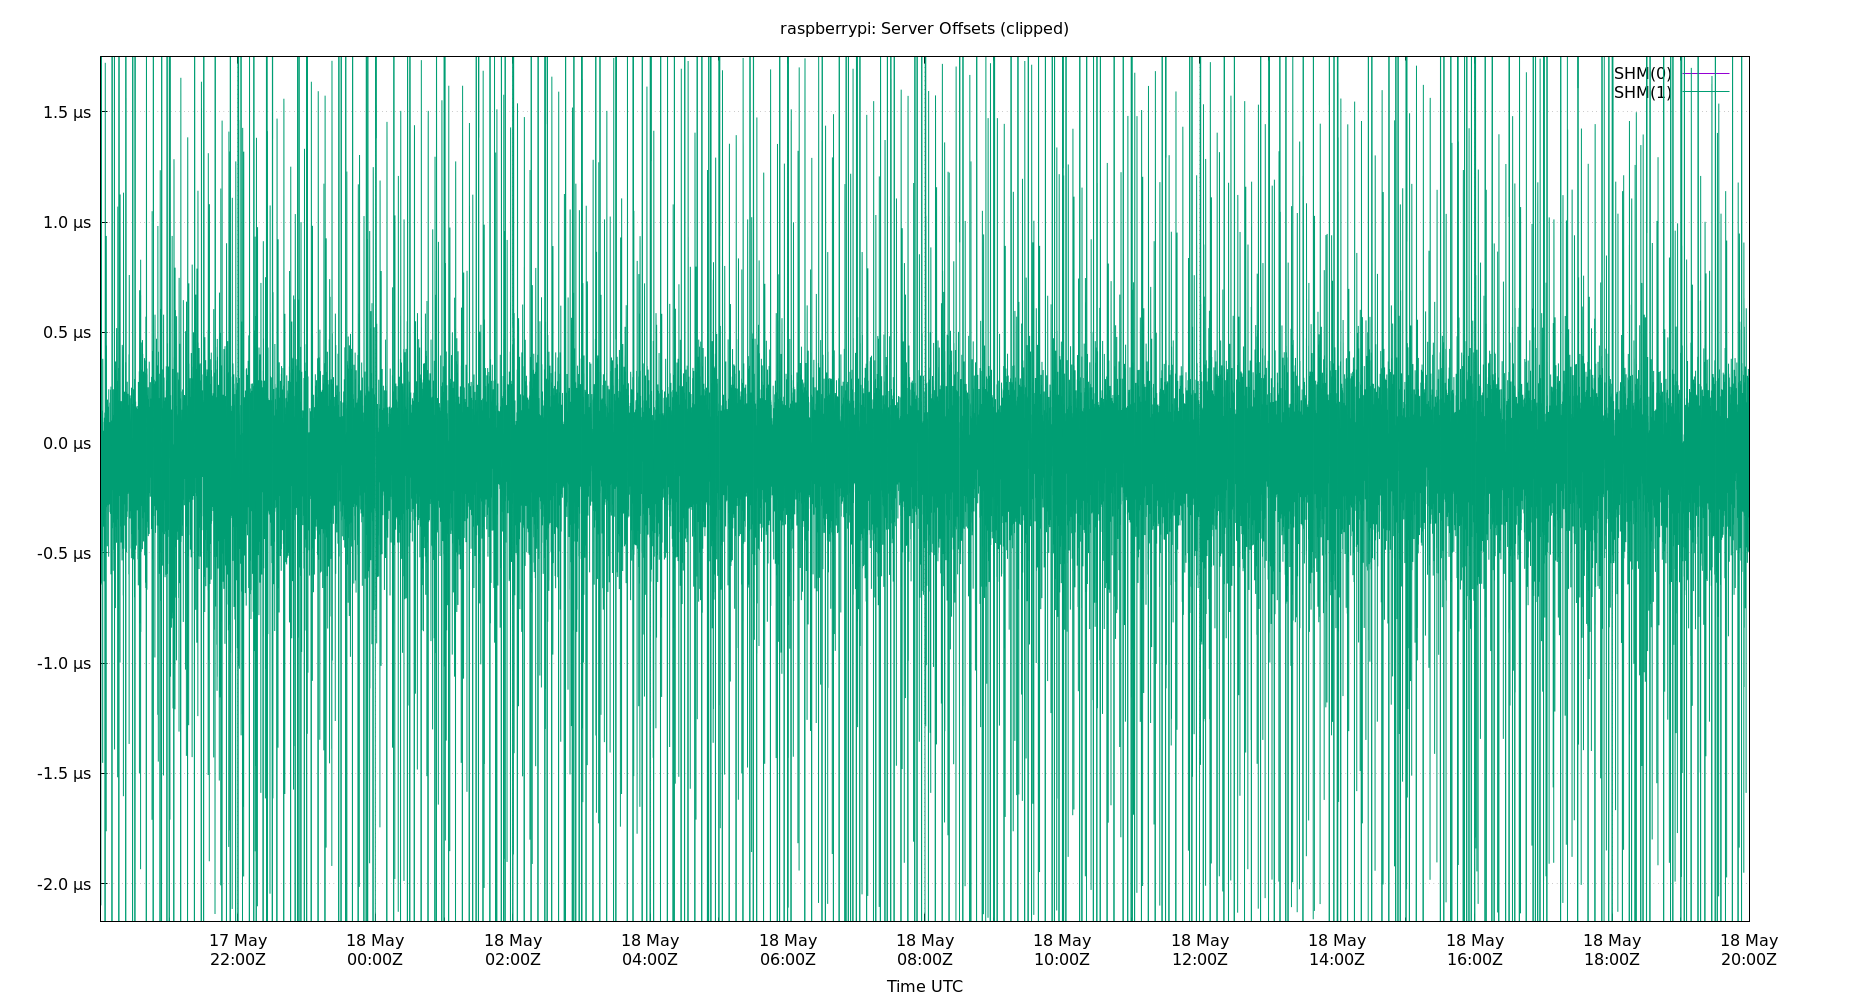 raspberrypi: Server Offsets (clipped)
SHM(0)
SHM(1)
1.5 µs
1.0 µs
0.5 µs
0.0 µs
-0.5 µs
-1.0 µs
-1.5 µs
-2.0 µs
17 May 18 May 18 May 18 May 18 May 18 May 18 May 18 May 18 May 18 May 18 May 18 May
22:00Z 00:00Z 02:00Z 04:00Z 06:00Z 08:00Z 10:00Z 12:00Z 14:00Z 16:00Z 18:00Z 20:00Z
Time UTC